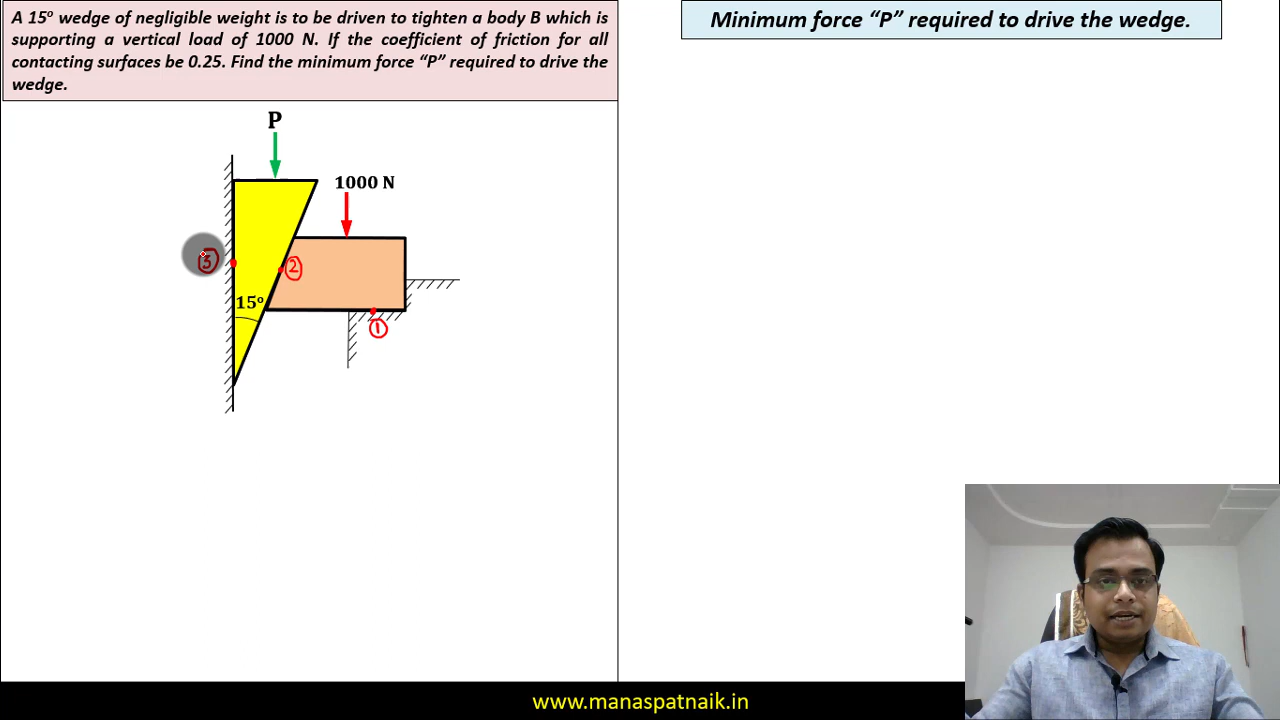 A 15º wedge of negligible weight is to be driven to tighten a body B which is
supporting a vertical load of 1000 N. If the coefficient of friction for all
contacting surfaces be 0.25. Find the minimum force “P” required to drive the
wedge.
Minimum force “P” required to drive the wedge.
P
1000 N
3
2
15º
1
www.manaspatnaik.in